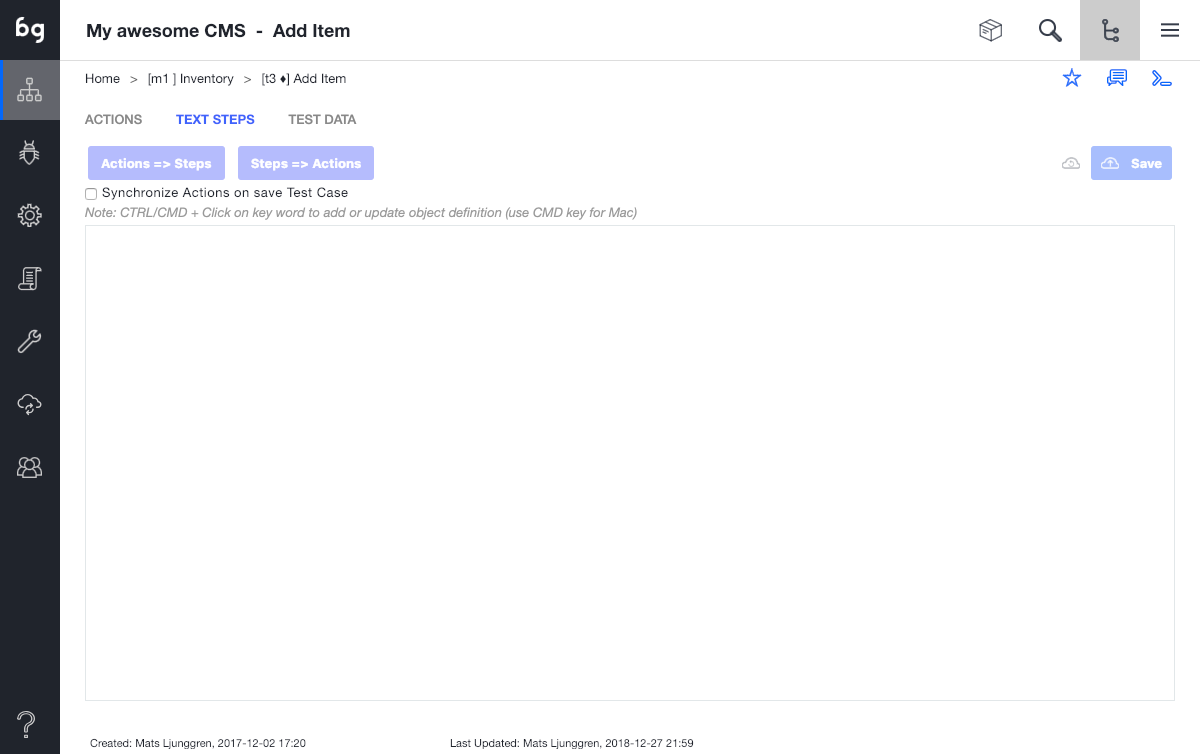 bg
My awesome CMS - Add Item
Home > [m1 ] Inventory > [t3 ♦] Add Item
ACTIONS TEXT STEPS TEST DATA
Actions => Steps Steps => Actions Save
Synchronize Actions on save Test Case
Note: CTRL/CMD + Click on key word to add or update object definition (use CMD key for Mac)
Created: Mats Ljunggren, 2017-12-02 17:20 Last Updated: Mats Ljunggren, 2018-12-27 21:59